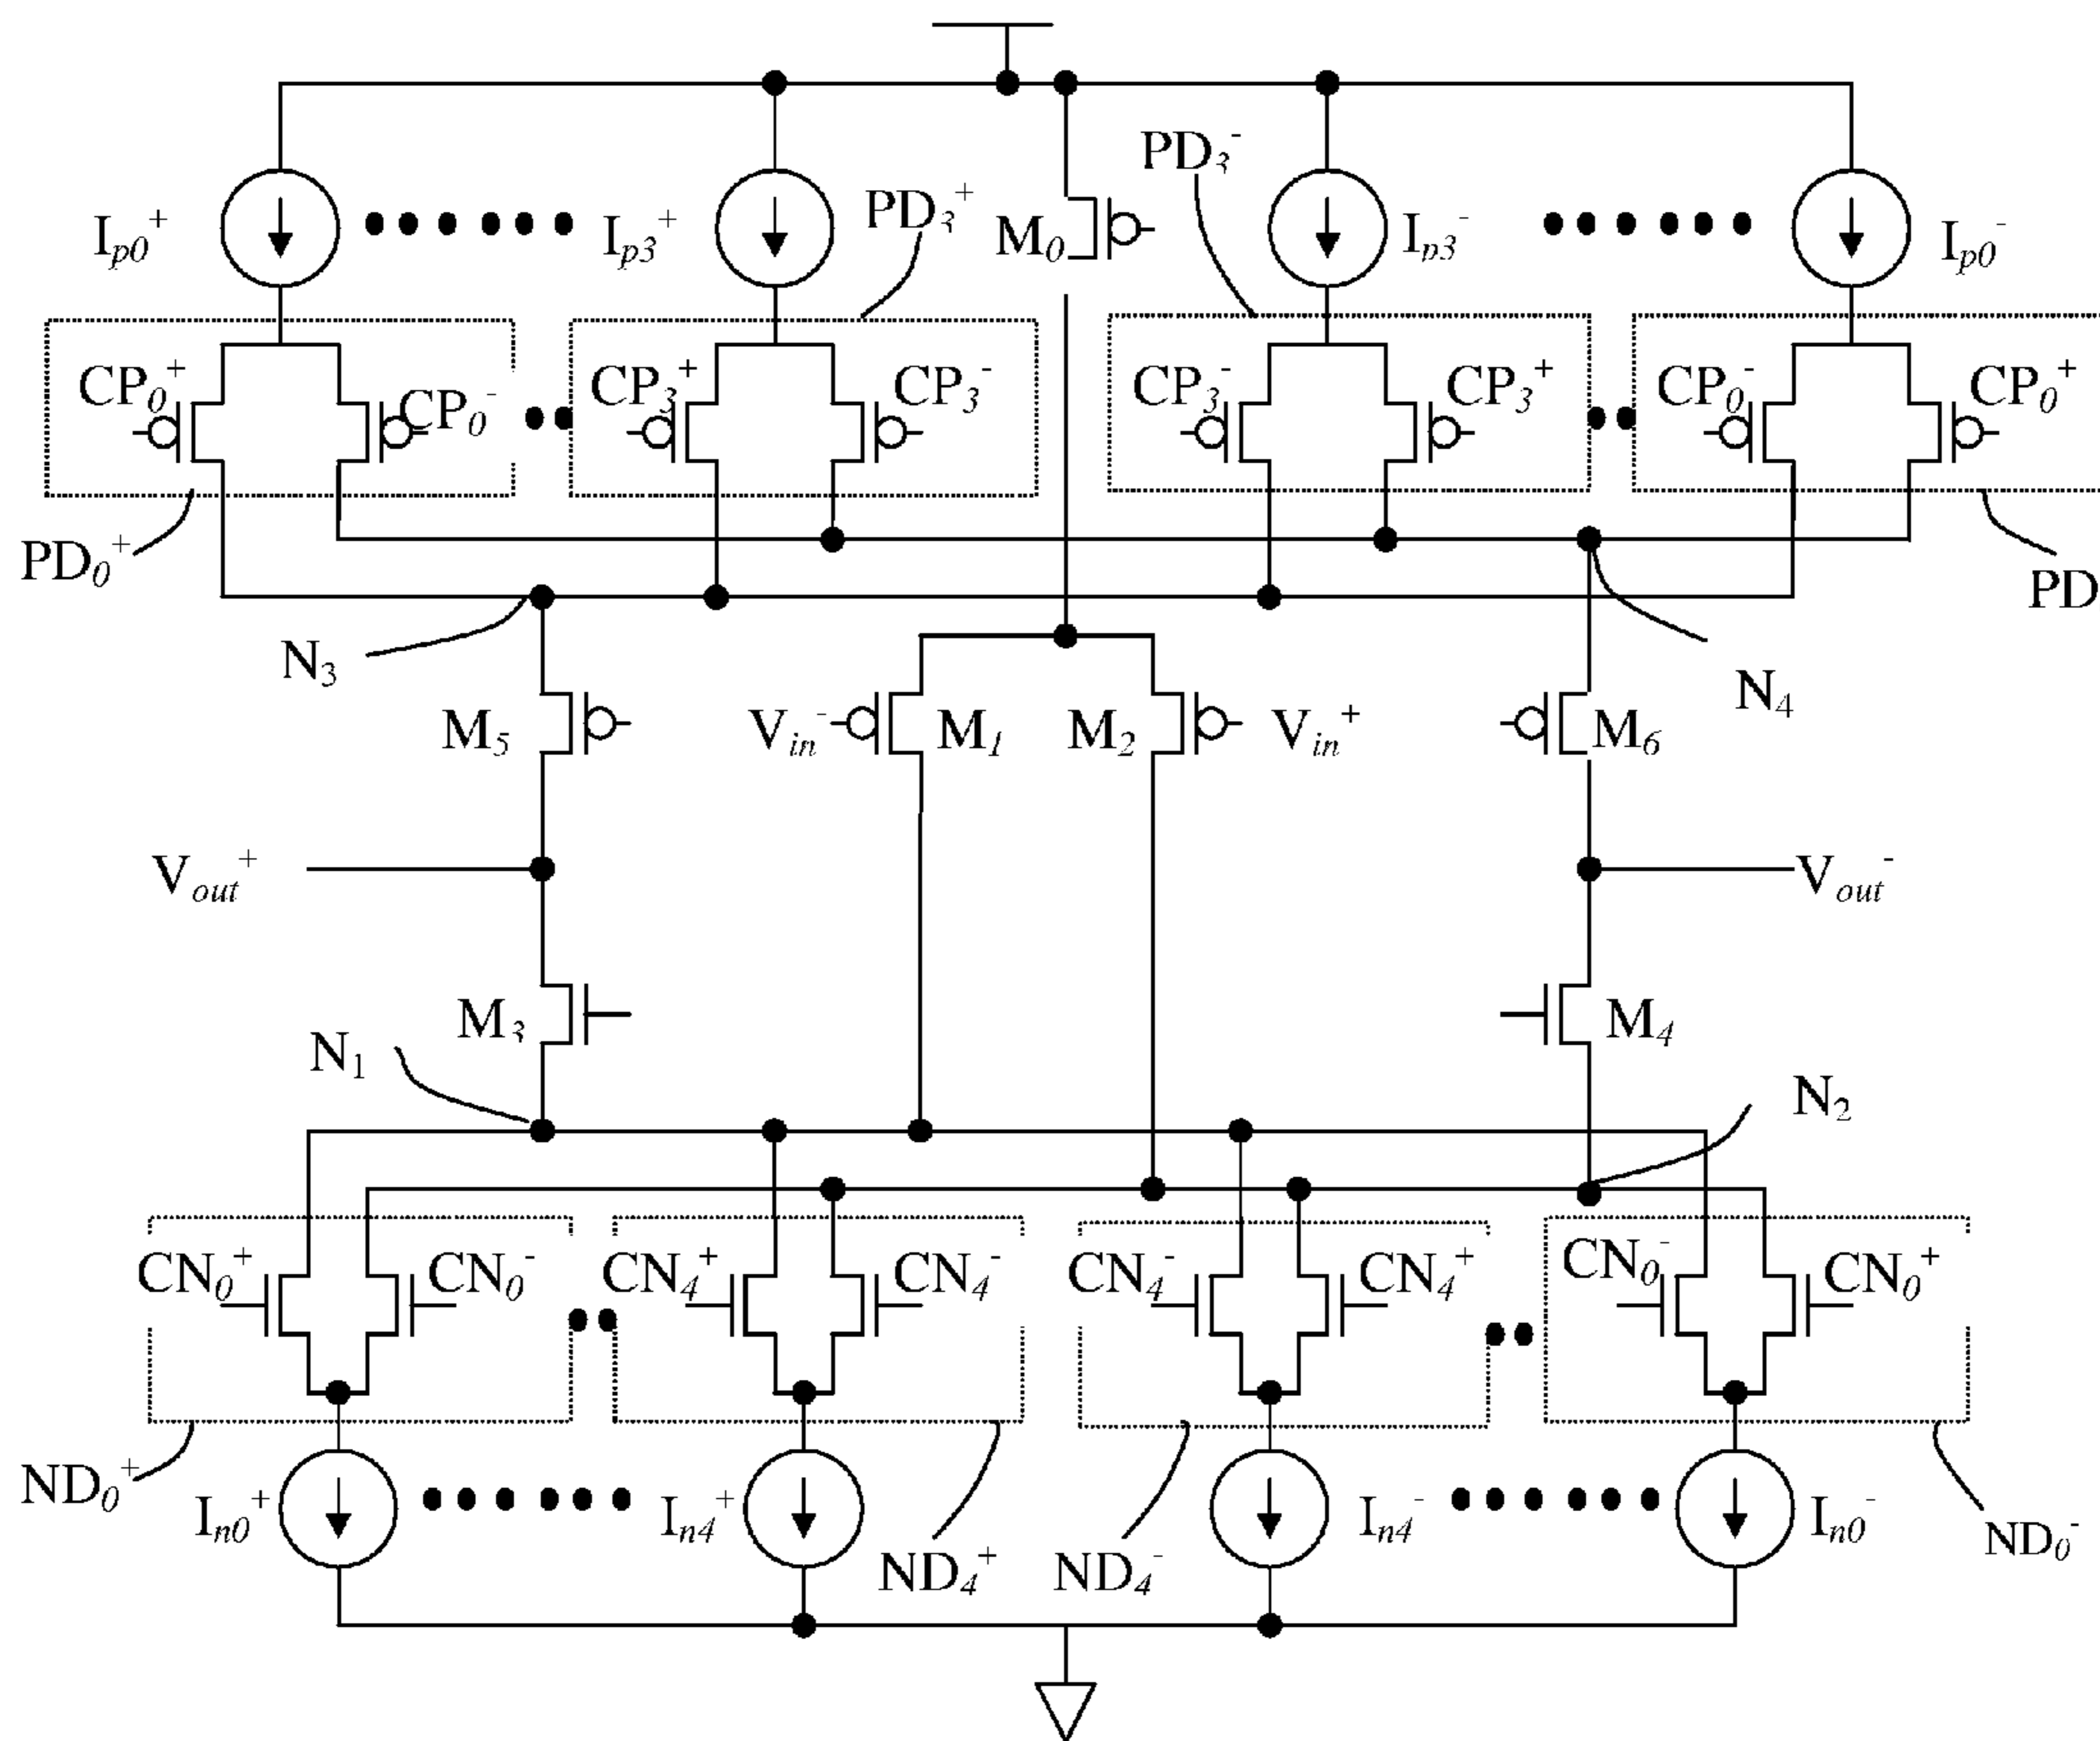 PD₃⁻
PD₃⁺
Iₚ₀⁺
Iₚ₃⁺
M₀
Iₚ₃⁻
Iₚ₀⁻
CP₀⁺
CP₀⁻
CP₃⁺
CP₃⁻
CP₃⁻
CP₃⁺
CP₀⁻
CP₀⁺
PD₀⁺
PD
N₃
N₄
M₅
Vᵢₙ⁻
M₁
M₂
Vᵢₙ⁺
M₆
Vₒᵤₜ⁺
Vₒᵤₜ⁻
M₃
M₄
N₁
N₂
CN₀⁺
CN₀⁻
CN₄⁺
CN₄⁻
CN₄⁻
CN₄⁺
CN₀⁻
CN₀⁺
ND₀⁺
Iₙ₀⁺
Iₙ₄⁺
ND₄⁺
ND₄⁻
Iₙ₄⁻
Iₙ₀⁻
ND₀⁻